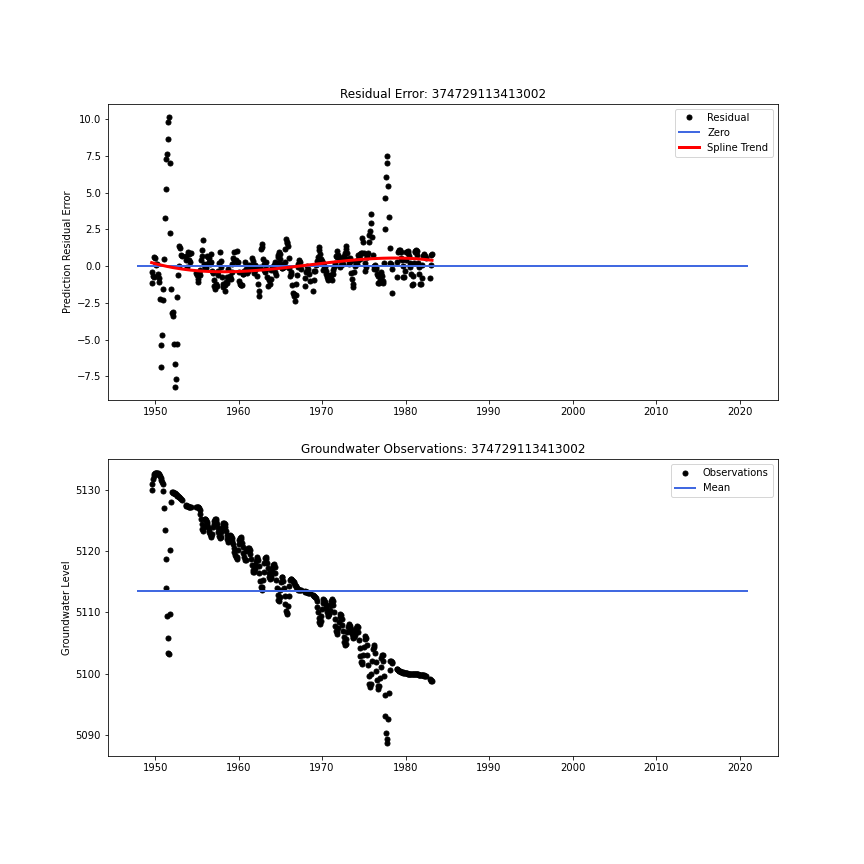 Residual Error: 374729113413002
Prediction Residual Error
10.0
7.5
5.0
2.5
0.0
−2.5
−5.0
−7.5
Residual
Zero
Spline Trend
1950 1960 1970 1980 1990 2000 2010 2020
Groundwater Observations: 374729113413002
Groundwater Level
5130
5120
5110
5100
5090
Observations
Mean
1950 1960 1970 1980 1990 2000 2010 2020